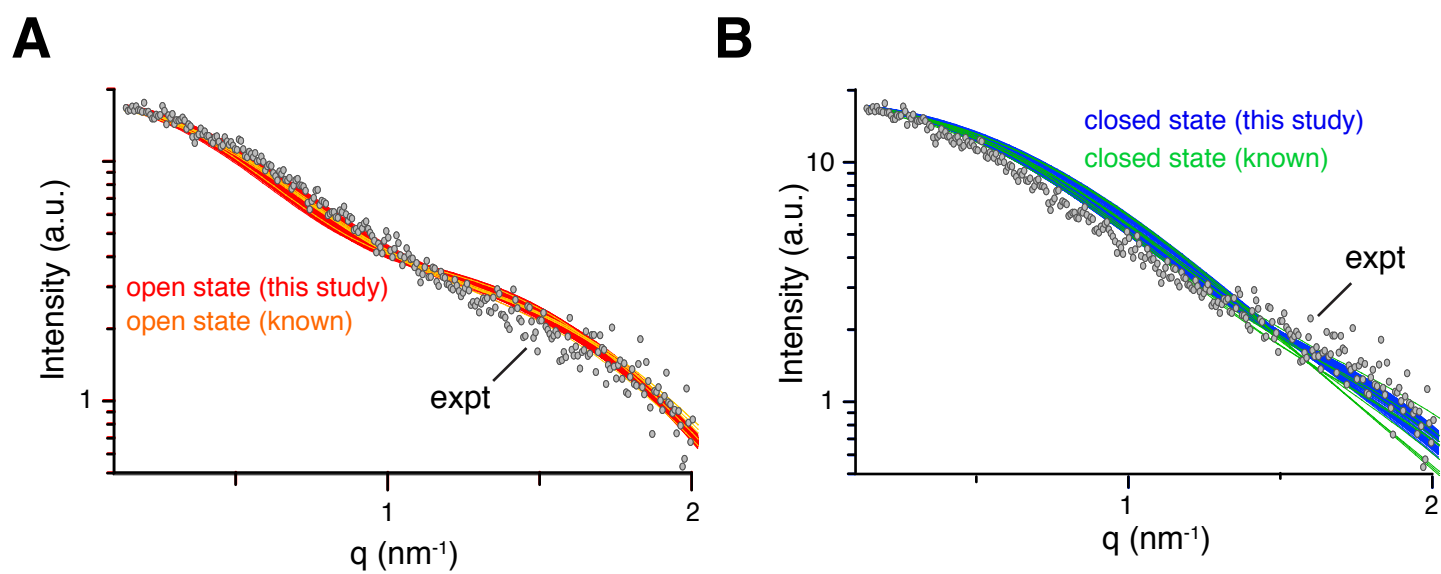 A
Intensity (a.u.)
1
open state (this study)
open state (known)
expt
1
2
q (nm-1)
B
Intensity (a.u.)
10
1
closed state (this study)
closed state (known)
expt
1
2
q (nm-1)